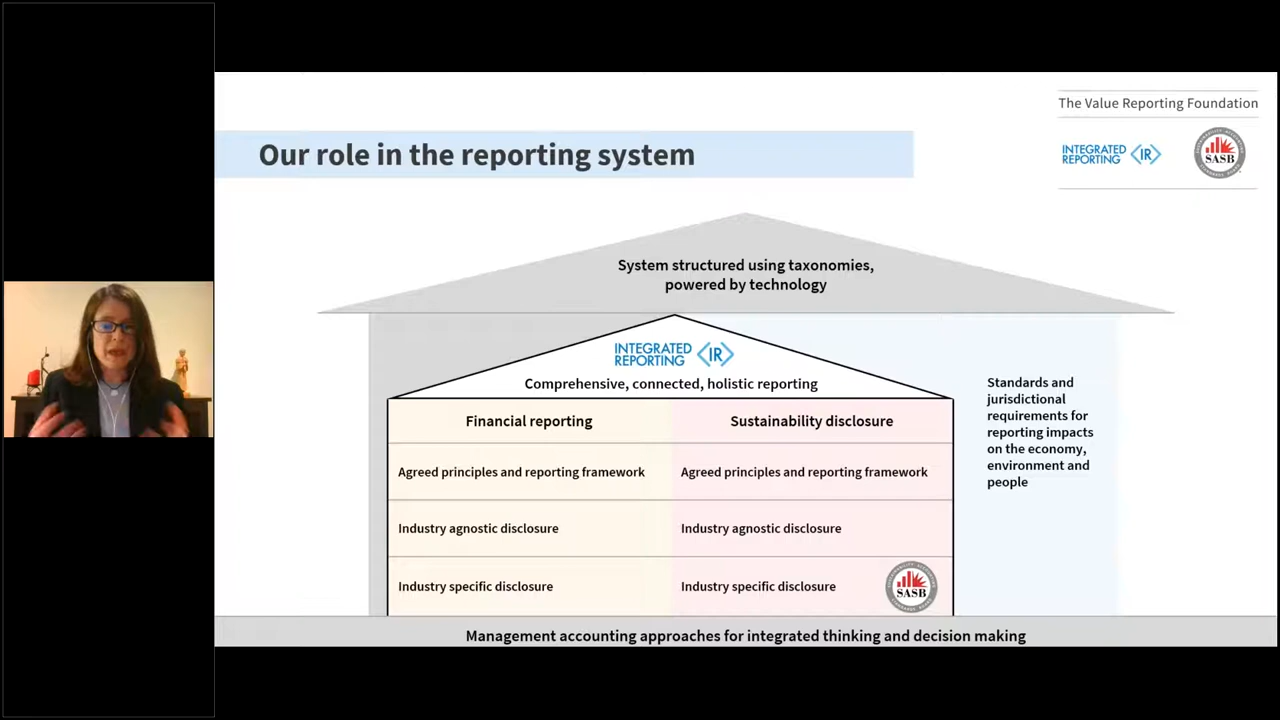 The Value Reporting Foundation
Our role in the reporting system
INTEGRATED
REPORTING <IR>
SASB
System structured using taxonomies,
powered by technology
INTEGRATED
REPORTING <IR>
Comprehensive, connected, holistic reporting
Financial reporting
Sustainability disclosure
Agreed principles and reporting framework
Agreed principles and reporting framework
Industry agnostic disclosure
Industry agnostic disclosure
Industry specific disclosure
Industry specific disclosure
SASB
Standards and
jurisdictional
requirements for
reporting impacts
on the economy,
environment and
people
Management accounting approaches for integrated thinking and decision making